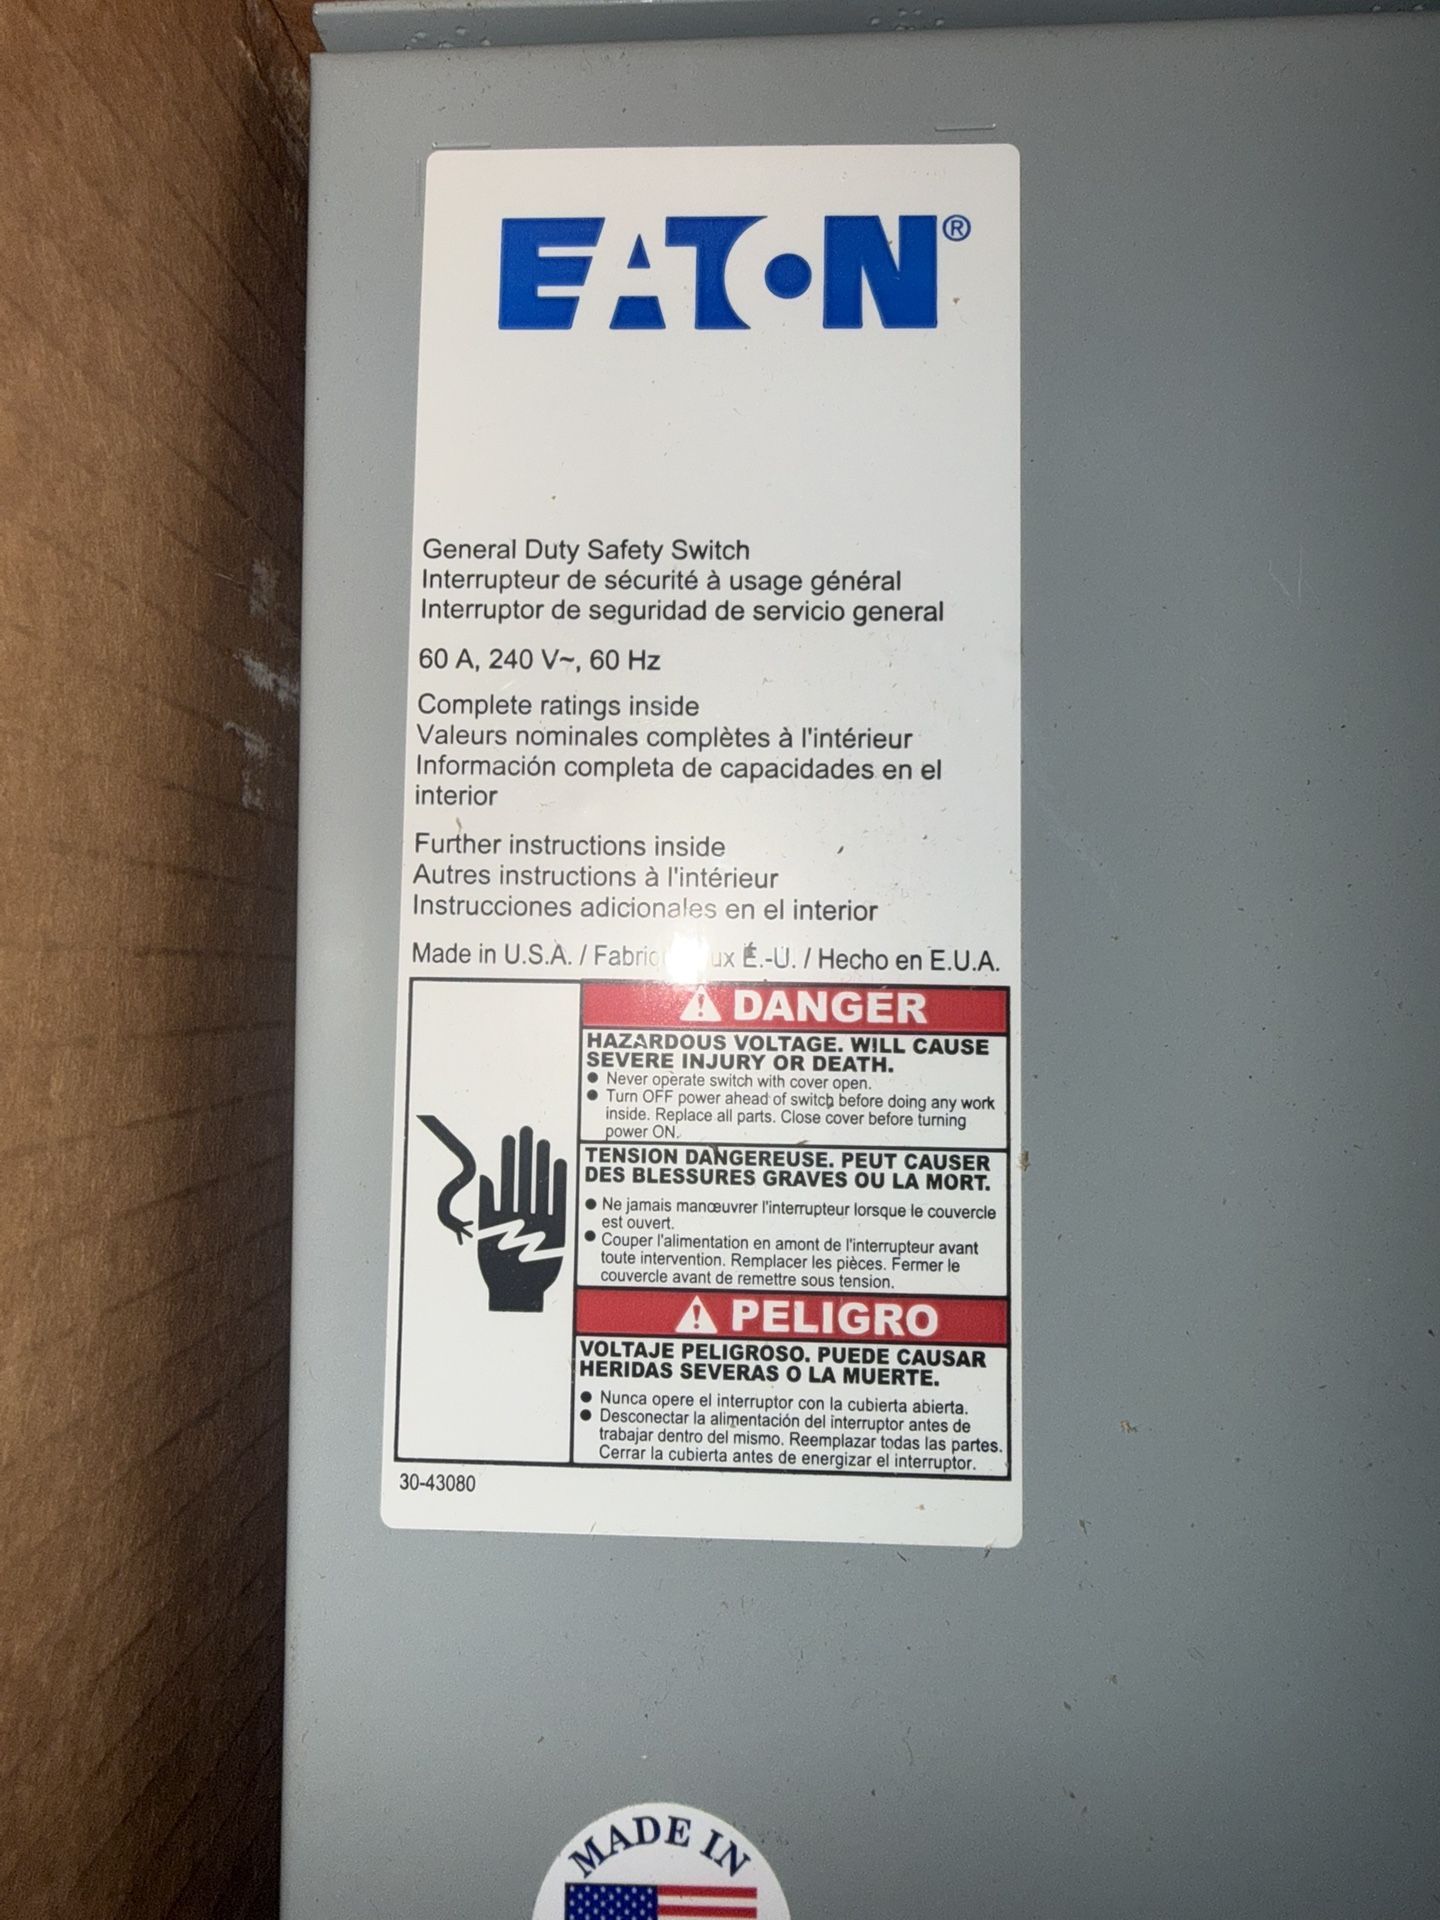 EATON®
General Duty Safety Switch
Interrupteur de sécurité à usage général
Interruptor de seguridad de servicio general
60 A, 240 V~, 60 Hz
Complete ratings inside
Valeurs nominales complètes à l'intérieur
Información completa de capacidades en el
interior
Further instructions inside
Autres instructions à l'intérieur
Instrucciones adicionales en el interior
Made in U.S.A. / É.-U. / Hecho en E.U.A.
DANGER
HAZARDOUS VOLTAGE. WILL CAUSE
SEVERE INJURY OR DEATH.
● Never operate switch with cover open.
● Turn OFF power ahead of switch before doing any work
inside. Replace all parts. Close cover before turning
power ON.
TENSION DANGEREUSE. PEUT CAUSER
DES BLESSURES GRAVES OU LA MORT.
● Ne jamais manœuvrer l'interrupteur lorsque le couvercle
est ouvert.
● Couper l'alimentation en amont de l'interrupteur avant
toute intervention. Remplacer les pièces. Fermer le
couvercle avant de remettre sous tension.
PELIGRO
VOLTAJE PELIGROSO. PUEDE CAUSAR
HERIDAS SEVERAS O LA MUERTE.
● Nunca opere el interruptor con la cubierta abierta.
● Desconectar la alimentación del interruptor antes de
trabajar dentro del mismo. Reemplazar todas las partes.
Cerrar la cubierta antes de energizar el interruptor.
30-43080
MADE IN